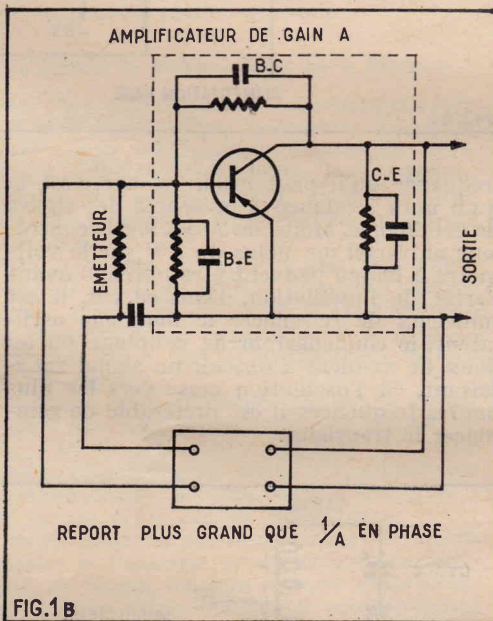 AMPLIFICATEUR DE GAIN A
B.C
C-E
EMETTEUR
B.E
SORTIE
REPORT PLUS GRAND QUE 1/A EN PHASE
FIG.1B